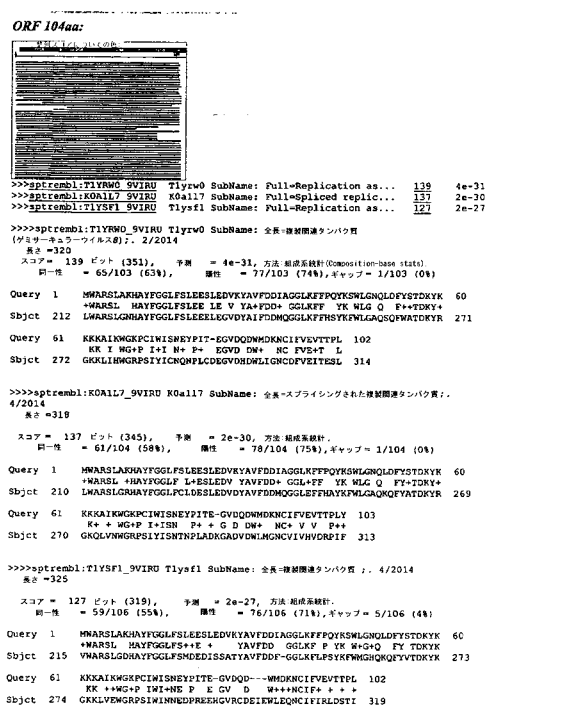 ORF 104aa:
>>>sptrembl:T1YRW0_9VIRU T1yrw0 SubName: Full=Replication as... 139 4e-31
>>>sptrembl:K0A1L7_9VIRU K0a1l7 SubName: Full=Spliced replic... 137 2e-30
>>>sptrembl:T1YSF1_9VIRU T1ysf1 SubName: Full=Replication as... 127 2e-27
>>>>sptrembl:T1YRW0_9VIRU T1yrw0 SubName: 全長=複製関連タンパク質
(ゲミサーキュラーウイルス8);. 2/2014
長さ =320
スコア = 139 ビット (351), 予測 = 4e-31, 方法:組成系統計(Composition-base stats).
同一性 = 65/103 (63%), 陽性 = 77/103 (74%),ギャップ = 1/103 (0%)
Query 1 MWARSLAKHAYFGGLFSLEESLEDVKYAVFDDIAGGLKFFPQYKSWLGNQLDFYSTDKYK 60
+WARSL HAYFGGLFSLEE LE V YA+FDD+ GGLKFF YK WLG Q F++TDKY+
Sbjct 212 LWARSLGNHAYFGGLFSLEELEEGVDYAIFDDMQGGLKFFHSYKFWLGAQSQFWATDKYR 271
Query 61 KKKAIKWGKPCIWISNEYPIT-EGVDQDWMDKNCIFVEVTTPL 102
KK I WG+P I+I N+ P+ EGVD DW+ NC FVE+T L
Sbjct 272 GKKLIHWGRPSIYICNQNPLCDEGVDHDWLIGNCDFVEITESL 314
>>>>sptrembl:K0A1L7_9VIRU K0a1l7 SubName: 全長=スプライシングされた複製関連タンパク質;.
4/2014
長さ =318
スコア = 137 ビット (345), 予測 = 2e-30, 方法:組成系統計.
同一性 = 61/104 (58%), 陽性 = 78/104 (75%),ギャップ = 1/104 (0%)
Query 1 MWARSLAKHAYFGGLFSLEESLEDVKYAVFDDIAGGLKFFPQYKSWLGNQLDFYSTDKYK 60
+WARSL +HAYFGGLF L+ESLEDV YAVFDD+ GGL+FF YK WLG Q FY+TDKY+
Sbjct 210 LWARSLGRHAYFGGLFCLDESLEDVDYAVFDDMQGGLEFFHAYKFWLGAQKQFYATDKYR 269
Query 61 KKKAIKWGKPCIWISNEYPITE-GVDQDWMDKNCIFVEVTTPLY 103
K+ + WG+P I+ISN P+ + G D DW+ NC+ V V P++
Sbjct 270 GKQLVNWGRPSIYISNTNPLADKGADVDWLMGNCVIVHVDRPIF 313
>>>>sptrembl:T1YSF1_9VIRU T1ysf1 SubName: 全長=複製関連タンパク質 ;. 4/2014
長さ =325
スコア = 127 ビット (319), 予測 = 2e-27, 方法:組成系統計.
同一性 = 59/106 (55%), 陽性 = 76/106 (71%),ギャップ = 5/106 (4%)
Query 1 MWARSLAKHAYFGGLFSLEESLEDVKYAVFDDIAGGLKFFPQYKSWLGNQLDFYSTDKYK 60
+WARSL HAYFGGLFS++E + YAVFDD GGLKF P YK W+G+Q FY TDKYK
Sbjct 215 VWARSLGDHAYFGGLFSMDEDISSATYAVFDDF-GGLKFLPSYKFWMGHQKQFYVTDKYK 273
Query 61 KKKAIKWGKPCIWISNEYPITE-GVDQD---WMDKNCIFVEVTTPL 102
KK ++WG+P IWI+NE P E GV D W+++NCIF+ + + +
Sbjct 274 GKKLVEWGRPSIWINNEDPREEHGVRCDEIEWLEQNCIFIRLDSTI 319